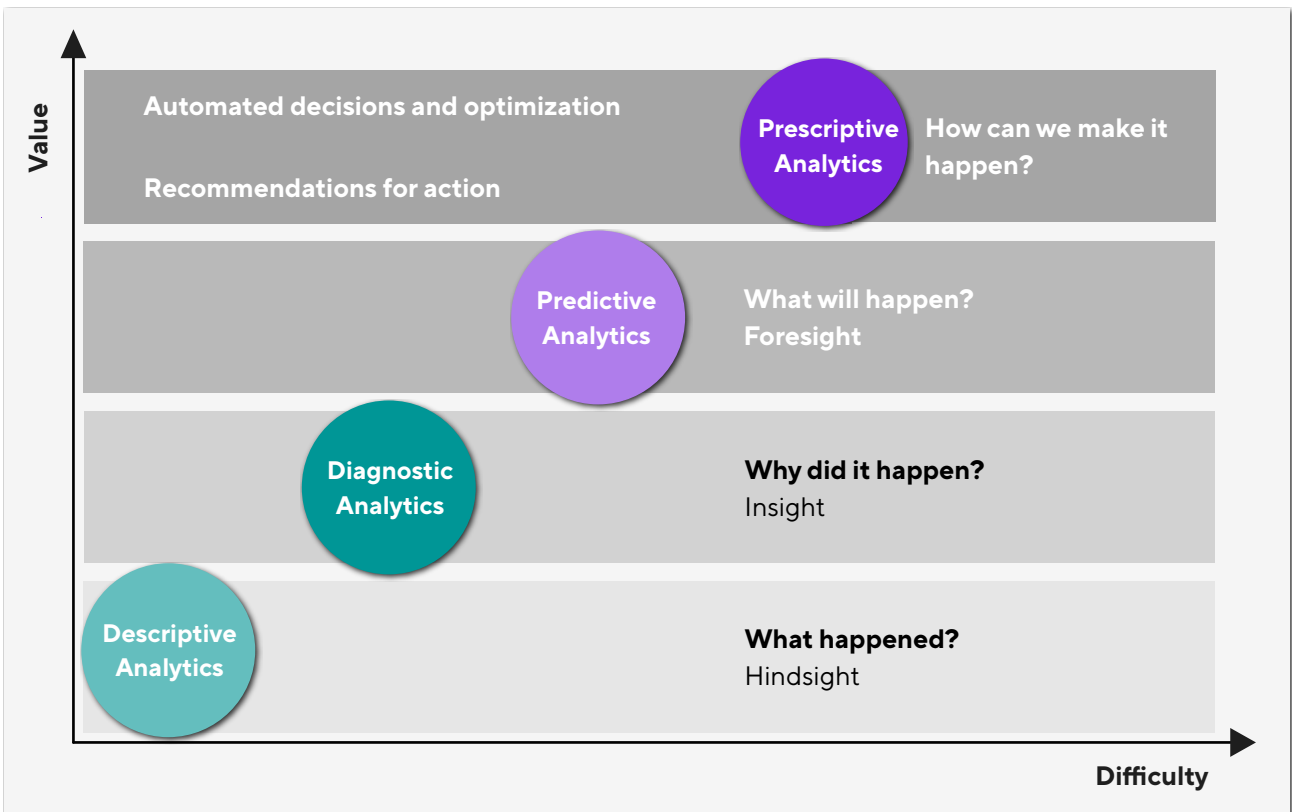 Value
Automated decisions and optimization
Recommendations for action
Prescriptive
Analytics
How can we make it
happen?
Predictive
Analytics
What will happen?
Foresight
Diagnostic
Analytics
Why did it happen?
Insight
Descriptive
Analytics
What happened?
Hindsight
Difficulty